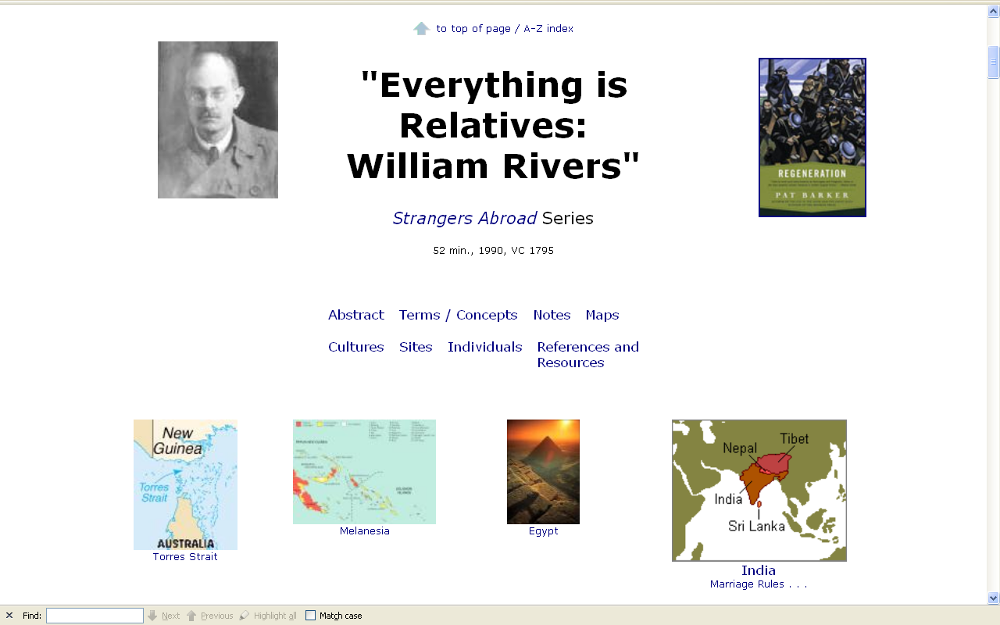 to top of page / A-Z index
"Everything is
Relatives:
William Rivers"
REGENERATION
PAT BARKER
Strangers Abroad Series
52 min., 1990, VC 1795
Abstract Terms / Concepts Notes Maps
Cultures Sites Individuals References and
Resources
New
Guinea
Torres
Strait
AUSTRALIA
Torres Strait
Melanesia
Egypt
Tibet
Nepal
India
Sri Lanka
India
Marriage Rules . . .
Find: Next Previous Highlight all Match case